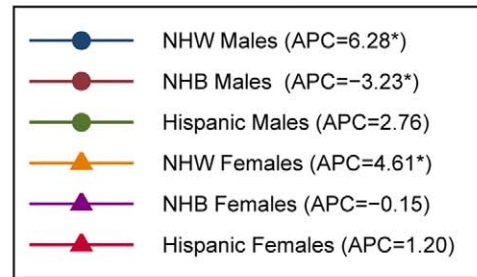 NHW Males (APC=6.28*)
NHB Males (APC=−3.23*)
Hispanic Males (APC=2.76)
NHW Females (APC=4.61*)
NHB Females (APC=−0.15)
Hispanic Females (APC=1.20)